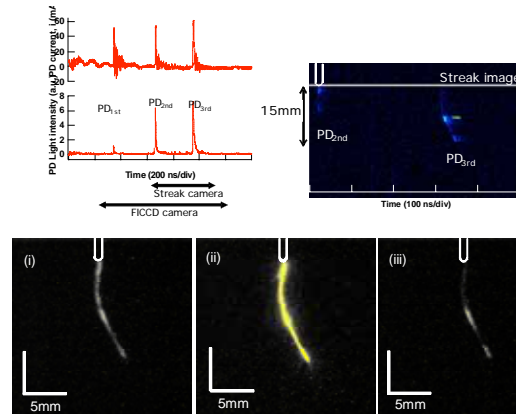 PD Light intensity (a.u.)
PD current, i (mA
60
40
20
0
-20
8
4
0
PD1st
PD2nd
PD3rd
Time (200 ns/div)
Streak camera
FICCD camera
Streak image
15mm
PD2nd
PD3rd
Time (100 ns/div)
(i)
5mm
(ii)
5mm
(iii)
5mm